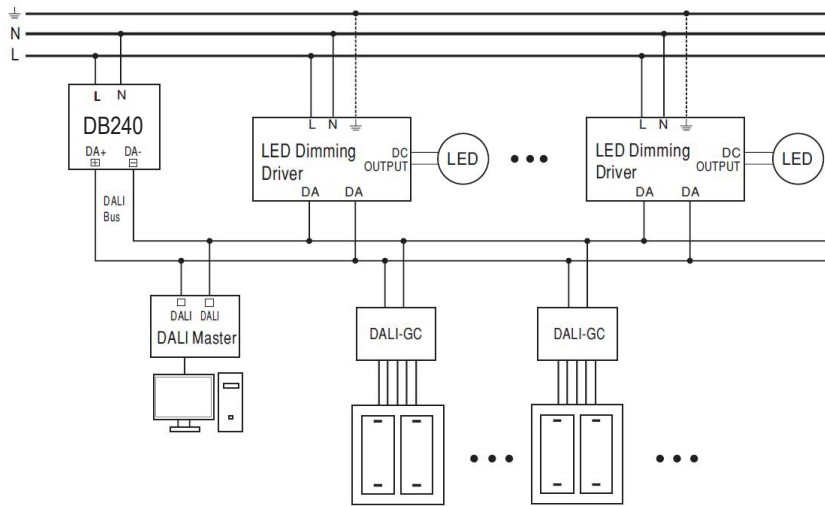 N
L
L N
DB240
DA+ DA-
DALI
Bus
L N
LED Dimming
Driver
DC
OUTPUT
DA DA
LED
L N
LED Dimming
Driver
DC
OUTPUT
DA DA
LED
DALI DALI
DALI Master
DALI-GC
DALI-GC